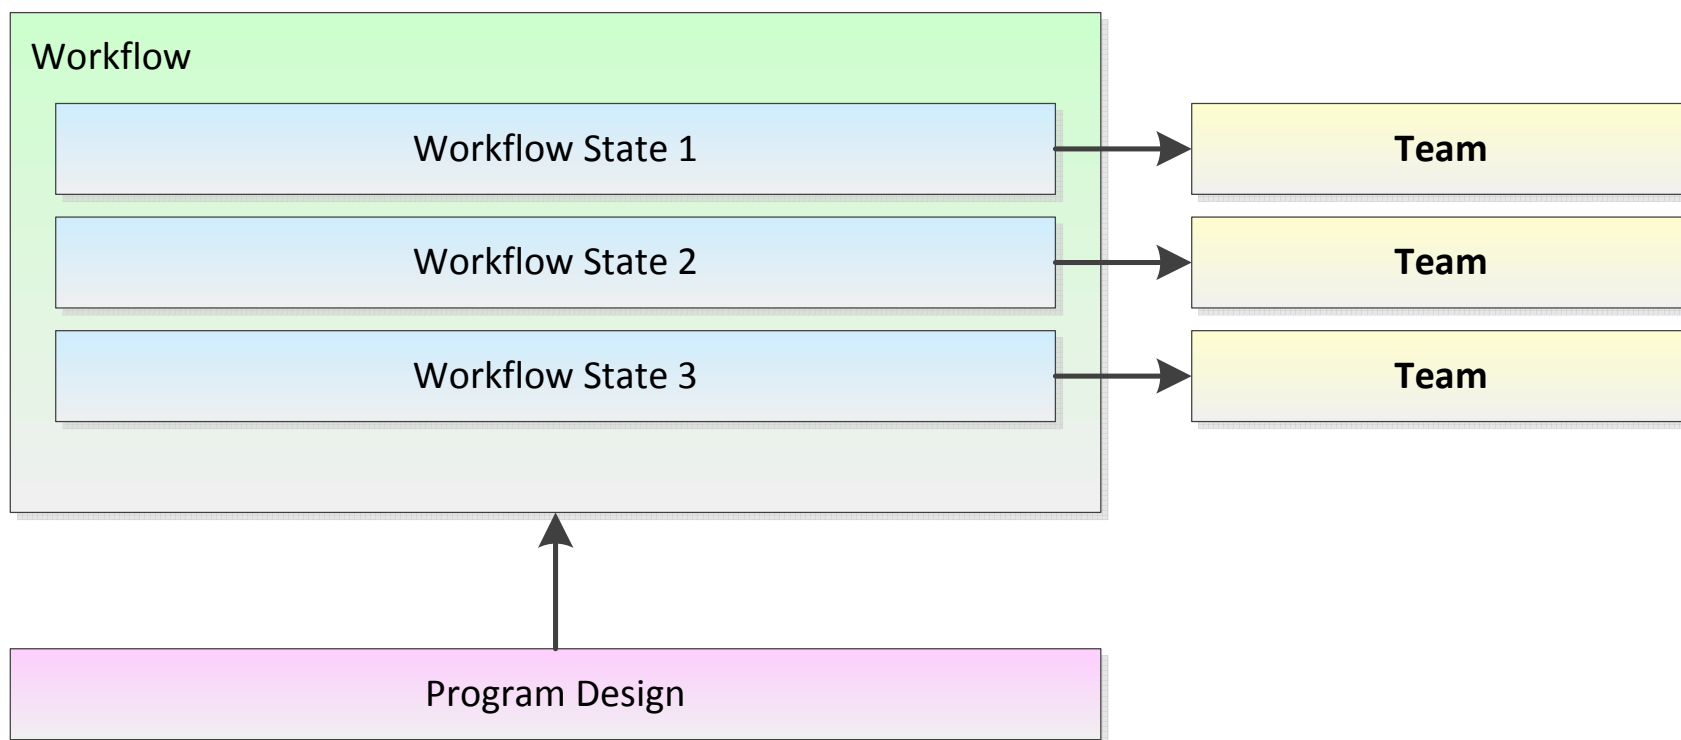 Workflow
Workflow State 1
Team
Workflow State 2
Team
Workflow State 3
Team
Program Design